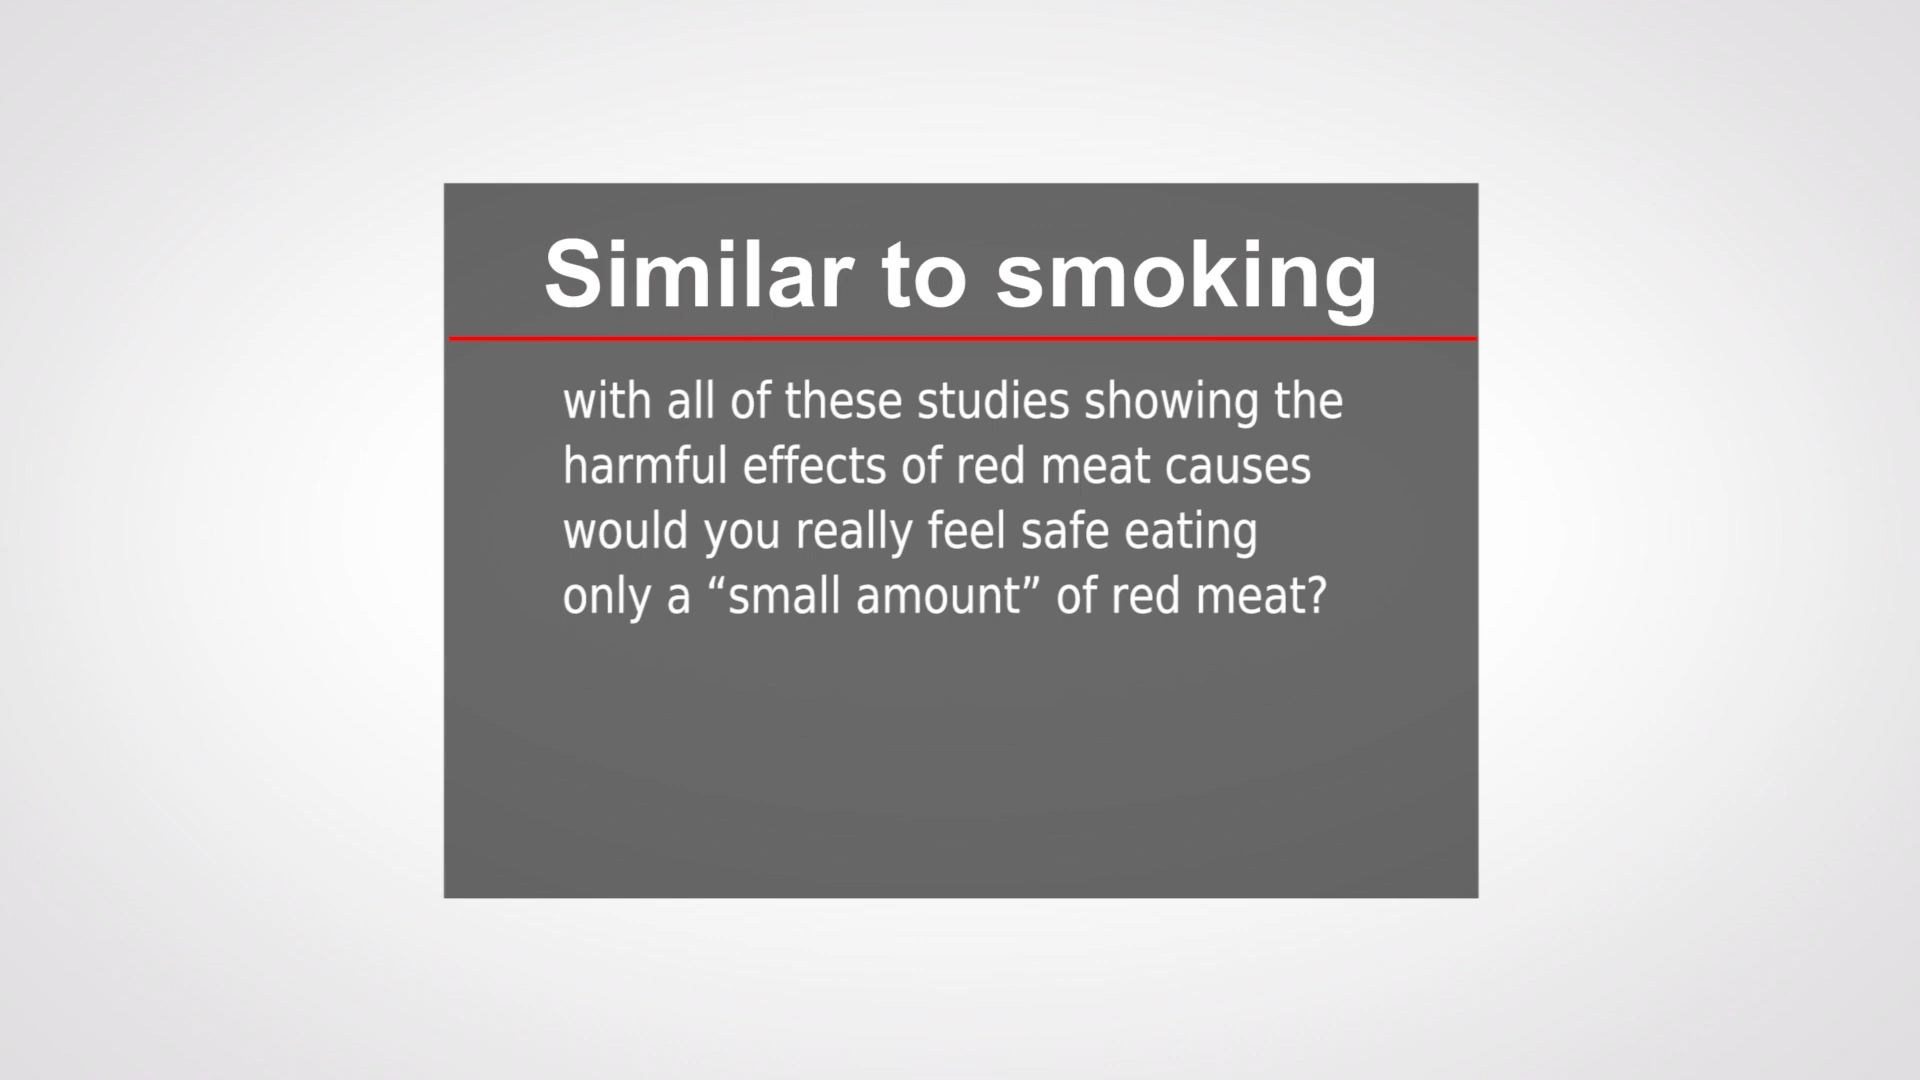 Similar to smoking
with all of these studies showing the
harmful effects of red meat causes
would you really feel safe eating
only a “small amount” of red meat?